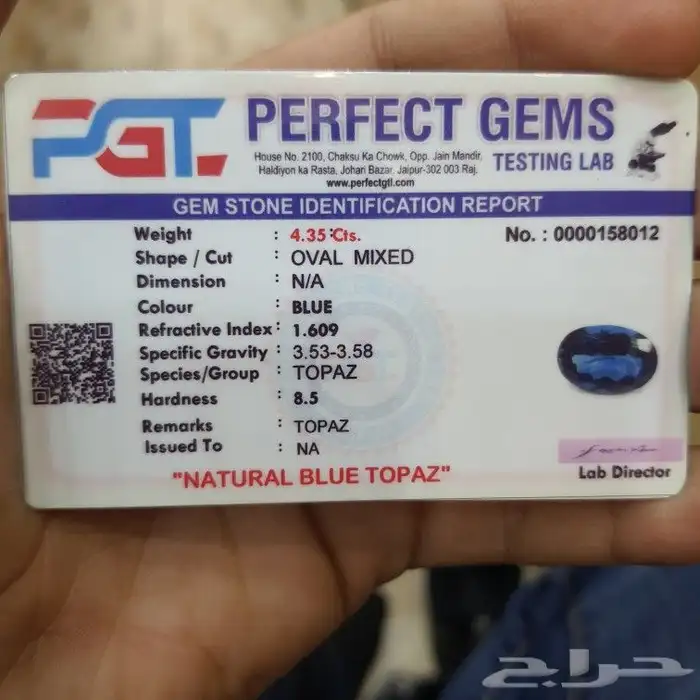 PGT.
PERFECT GEMS
House No. 2100, Chaksu Ka Chowk, Opp. Jain Mandir,
Haldiyon ka Rasta, Johari Bazar, Jaipur-302 003 Raj.
TESTING LAB
www.perfectgtl.com
GEM STONE IDENTIFICATION REPORT
No. : 0000158012
Weight : 4.35 Cts.
Shape / Cut : OVAL MIXED
Dimension : N/A
Colour : BLUE
Refractive Index : 1.609
Specific Gravity : 3.53-3.58
Species/Group : TOPAZ
Hardness : 8.5
Remarks : TOPAZ
Issued To : NA
Lab Director
"NATURAL BLUE TOPAZ"
حراج